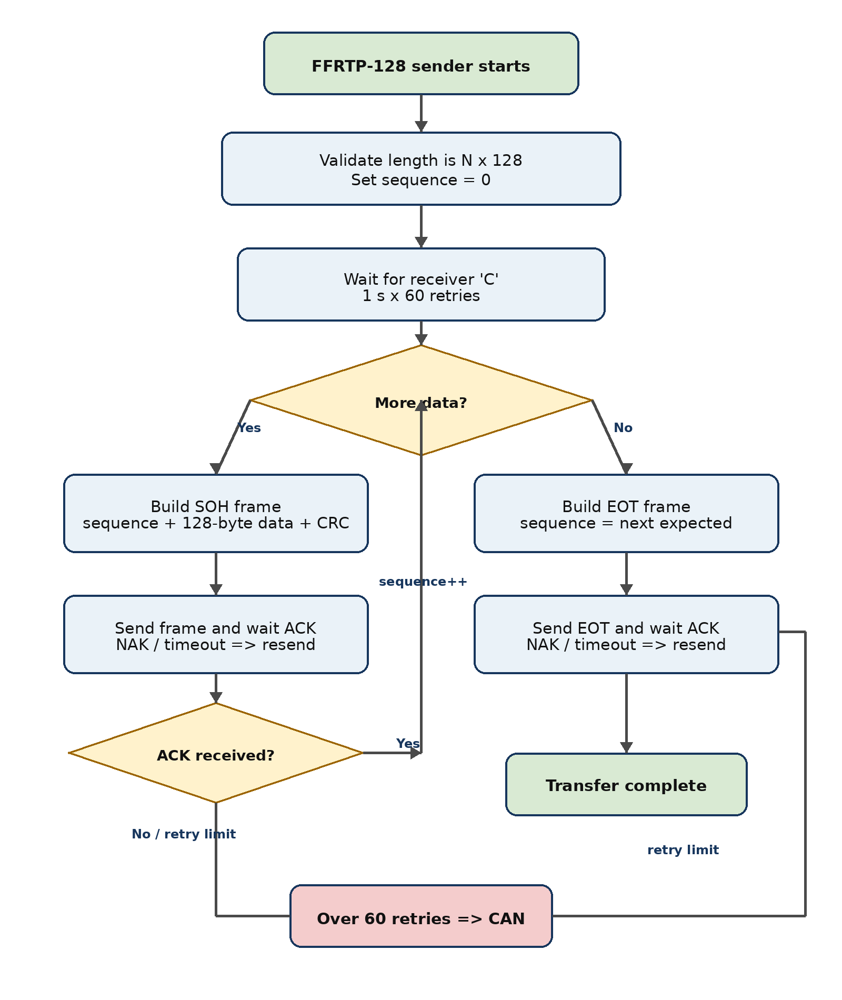 FFRTP-128 sender starts
Validate length is N x 128
Set sequence = 0
Wait for receiver 'C'
1 s x 60 retries
More data?
Yes
No
Build SOH frame
sequence + 128-byte data + CRC
Build EOT frame
sequence = next expected
sequence++
Send frame and wait ACK
NAK / timeout => resend
Send EOT and wait ACK
NAK / timeout => resend
Yes
ACK received?
Transfer complete
No / retry limit
retry limit
Over 60 retries => CAN